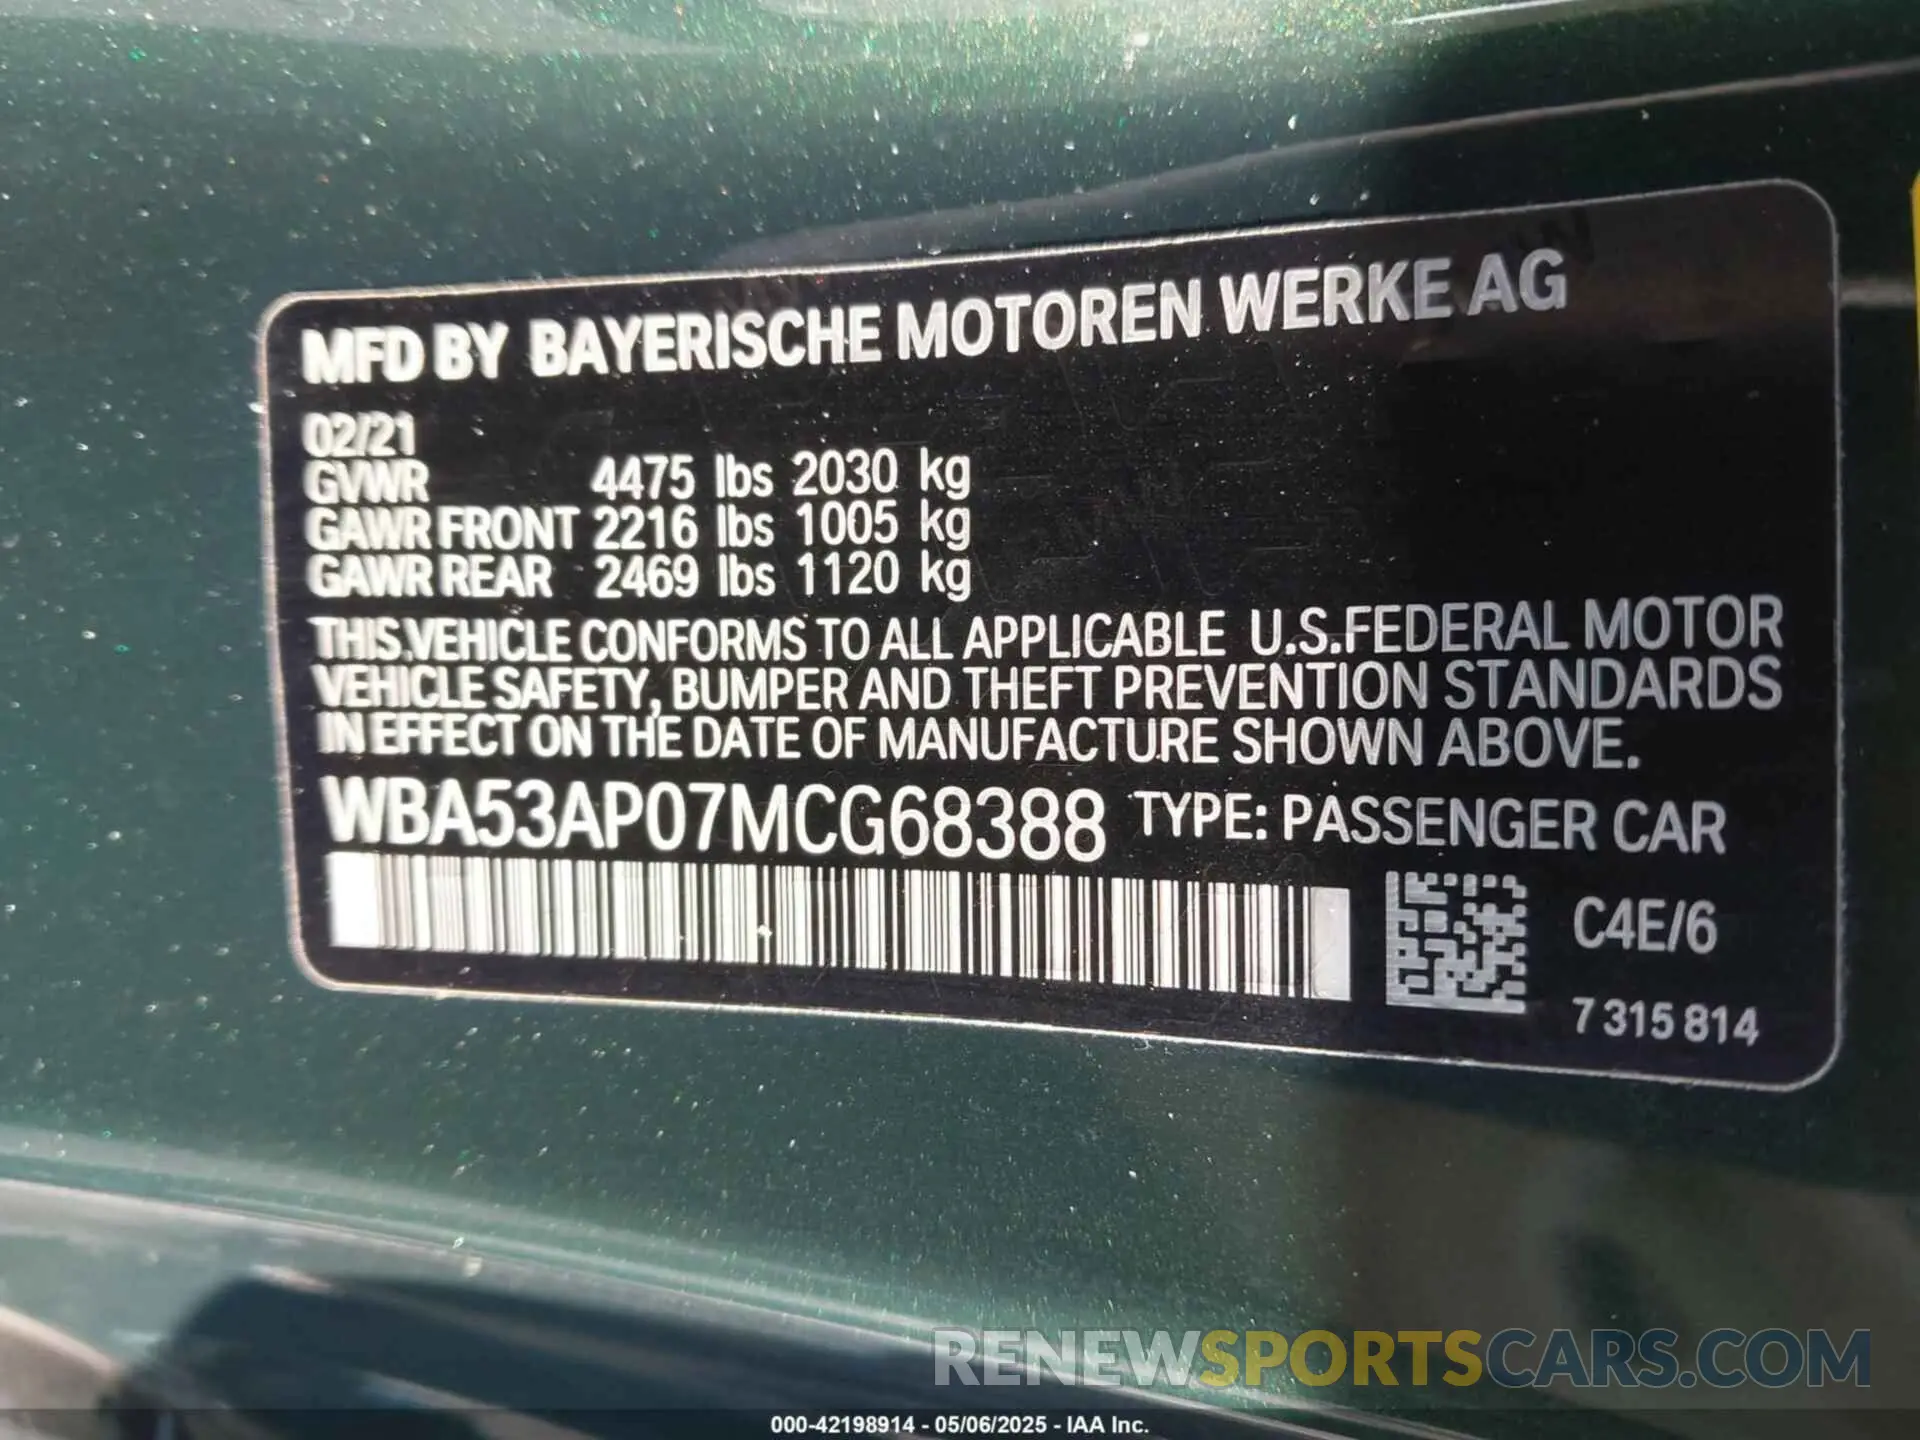 MFD BY BAYERISCHE MOTOREN WERKE AG
02/21
GVWR 4475 lbs 2030 kg
GAWR FRONT 2216 lbs 1005 kg
GAWR REAR 2469 lbs 1120 kg
THIS VEHICLE CONFORMS TO ALL APPLICABLE U.S.FEDERAL MOTOR
VEHICLE SAFETY, BUMPER AND THEFT PREVENTION STANDARDS
IN EFFECT ON THE DATE OF MANUFACTURE SHOWN ABOVE.
WBA53AP07MCG68388 TYPE: PASSENGER CAR
C4E/6
7 315 814
RENEWSPORTSCARS.COM
000-42198914 - 05/06/2025 - IAA Inc.